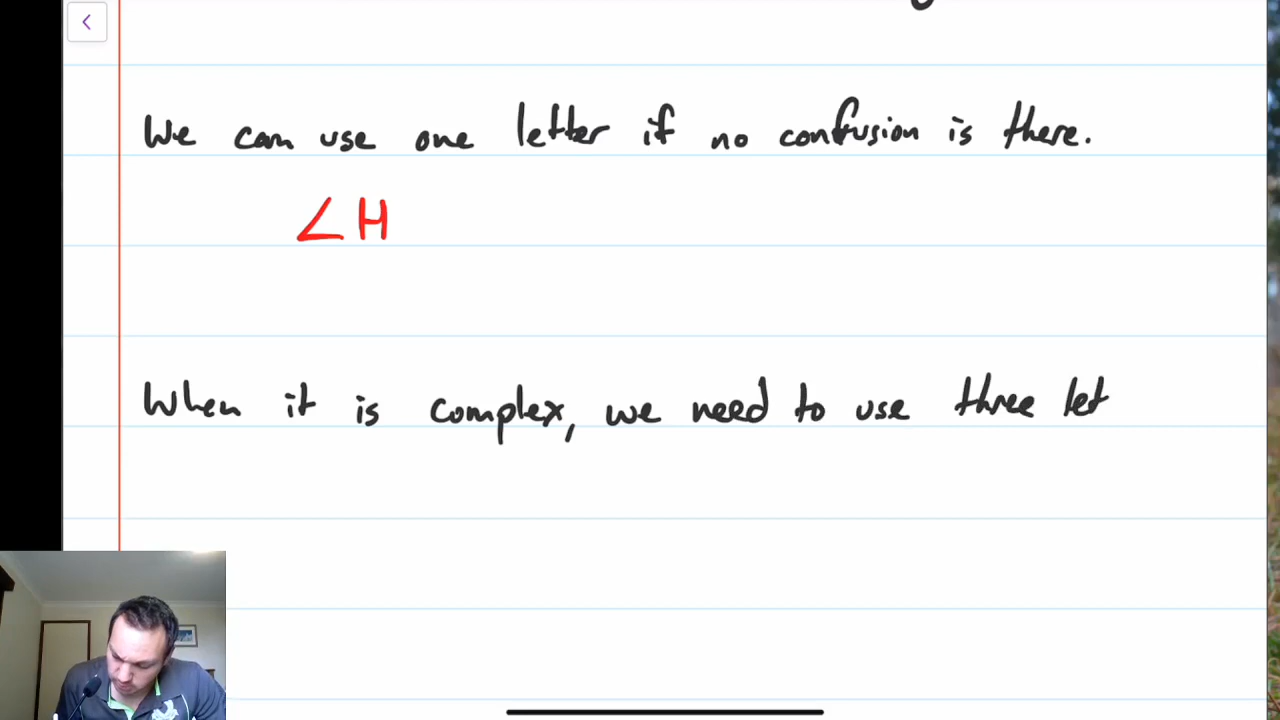 We can use one letter if no confusion is there.
∠H
When it is complex, we need to use three let